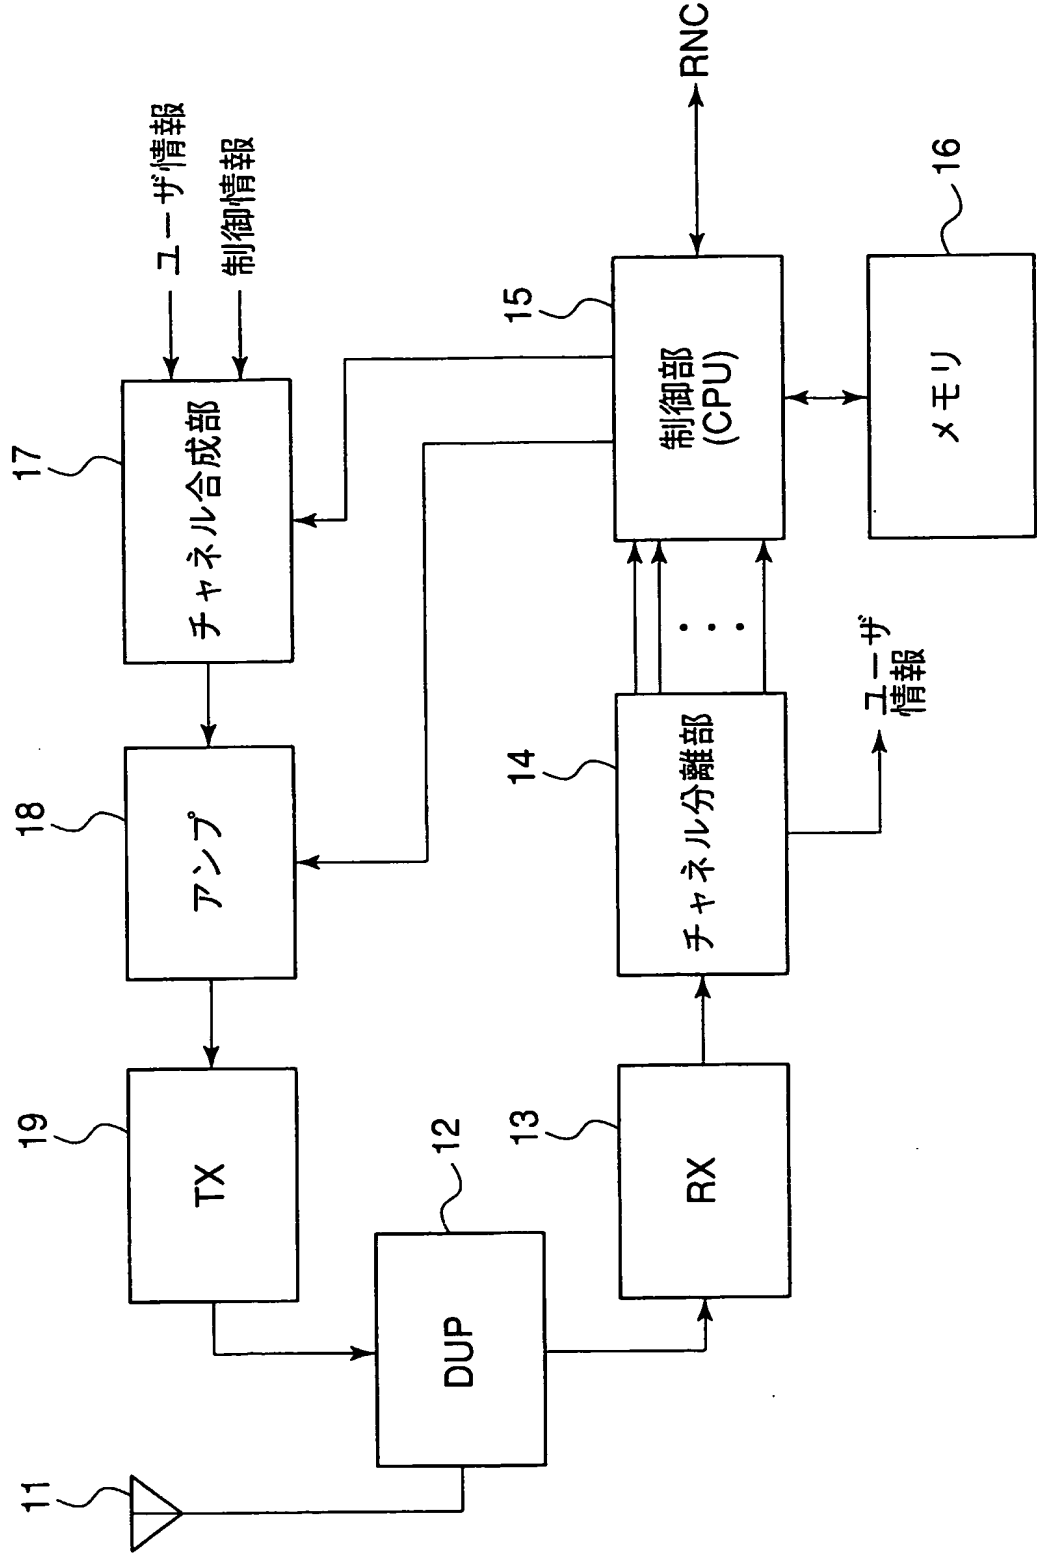 11
19
TX
18
アンプ
17
チャネル合成部
ユーザ情報
制御情報
12
DUP
13
RX
14
チャネル分離部
ユーザ
情報
15
制御部
(CPU)
RNC
16
メモリ